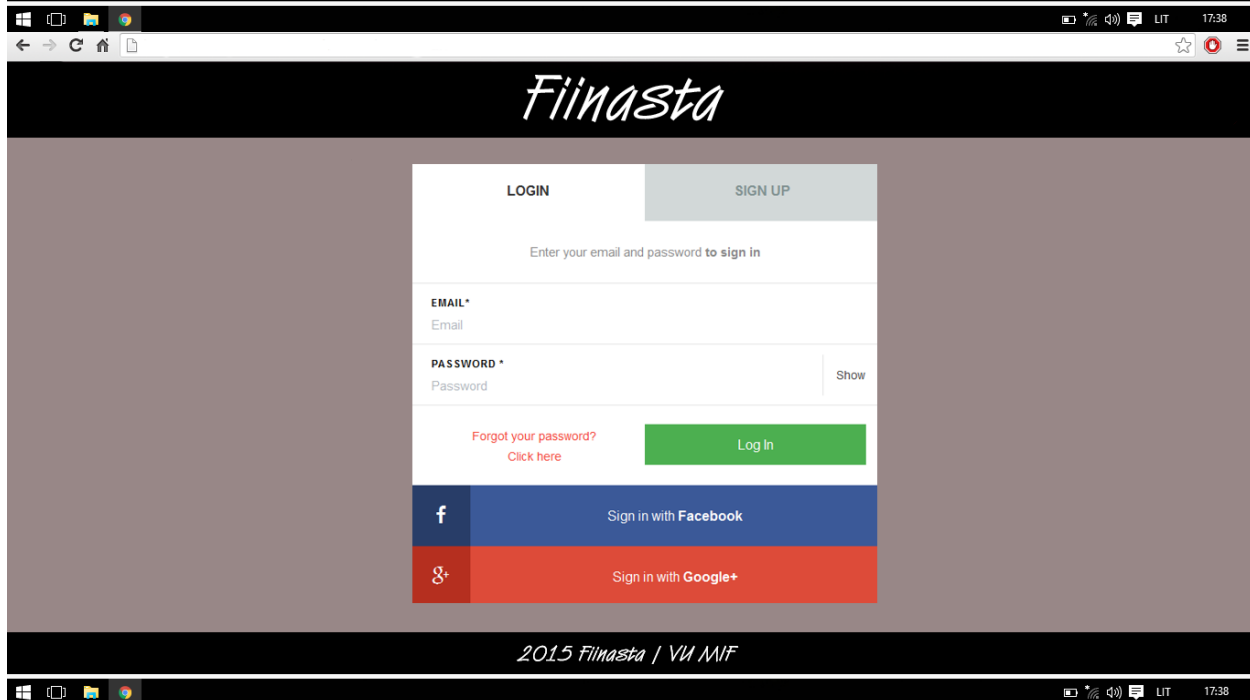 LIT 17:38
Fiinasta
LOGIN SIGN UP
Enter your email and password to sign in
EMAIL*
Email
PASSWORD *
Password
Show
Forgot your password?
Click here
Log In
f Sign in with Facebook
g+ Sign in with Google+
2015 Fiinasta | VU MIF
LIT 17:38